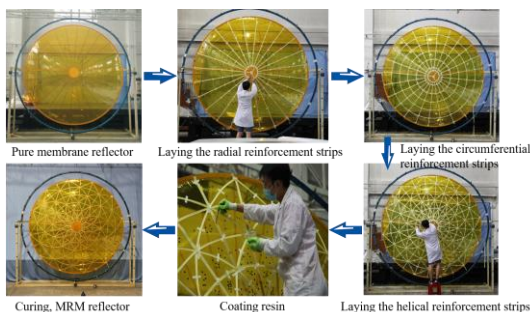 Pure membrane reflector
Laying the radial reinforcement strips
Laying the circumferential
reinforcement strips
Curing, MRM reflector
Coating resin
Laying the helical reinforcement strips